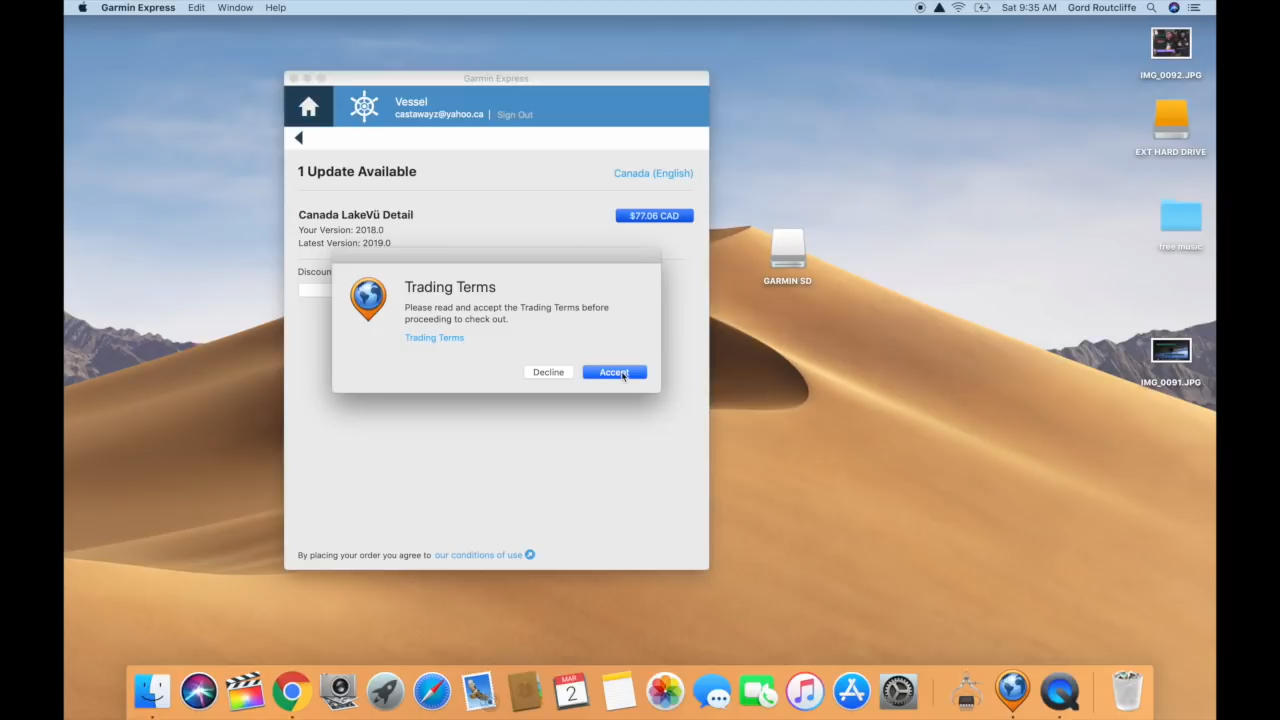 Garmin Express Edit Window Help Sat 9:35 AM Gord Routcliffe
IMG_0092.JPG
EXT HARD DRIVE
free music
GARMIN SD
IMG_0091.JPG
Garmin Express
Vessel
castawayz@yahoo.ca | Sign Out
1 Update Available Canada (English)
Canada LakeVü Detail $77.06 CAD
Your Version: 2018.0
Latest Version: 2019.0
Discoun
Trading Terms
Please read and accept the Trading Terms before
proceeding to check out.
Trading Terms
Decline Accept
By placing your order you agree to our conditions of use
MAR
2